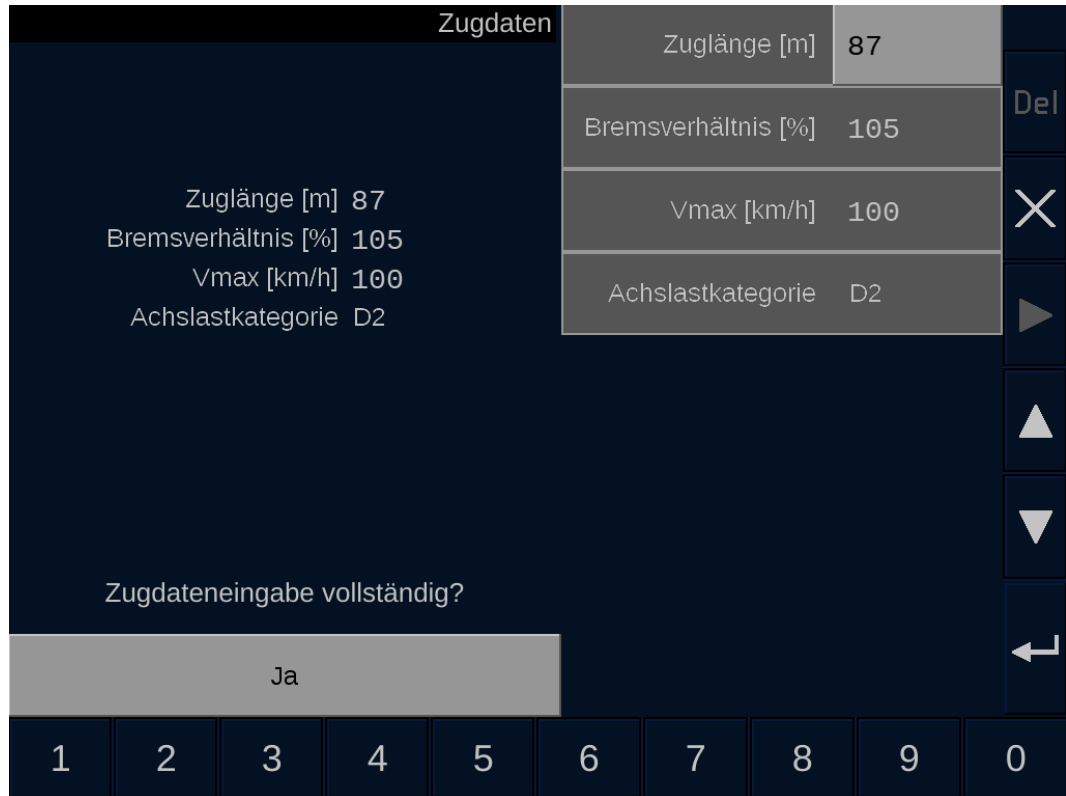 Zugdaten
Zuglänge [m] 87
Bremsverhältnis [%] 105
Vmax [km/h] 100
Achslastkategorie D2
Zugdateneingabe vollständig?
Ja
Zuglänge [m] 87
Bremsverhältnis [%] 105
Vmax [km/h] 100
Achslastkategorie D2
Del
1 2 3 4 5 6 7 8 9 0